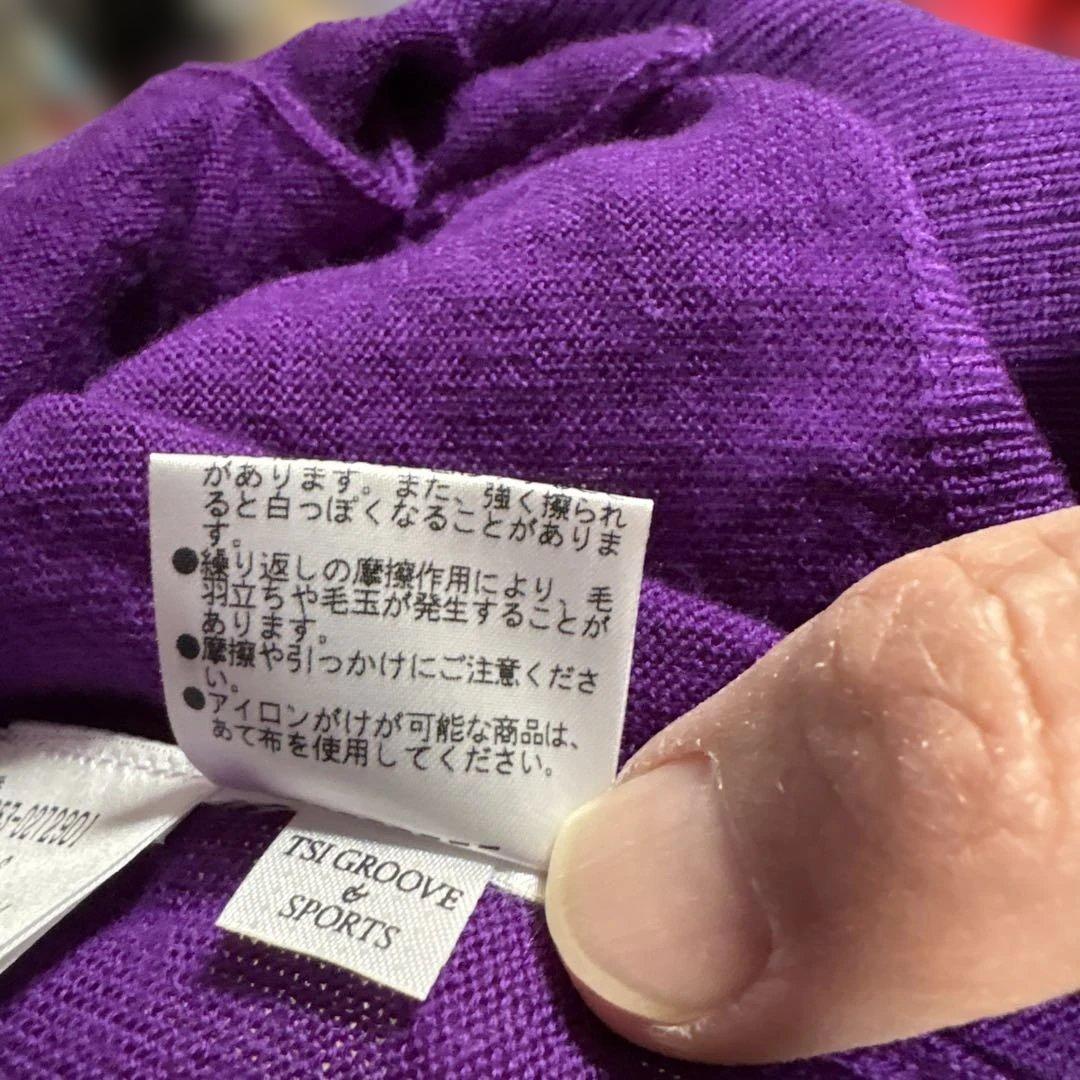 があります。また、強く擦られ
ると白っぽくなることがありま
す。
●繰り返しの摩擦作用により、毛
羽立ちや毛玉が発生することが
あります。
●摩擦や引っかけにご注意くださ
い。
●アイロンがけが可能な商品は、
あて布を使用してください。
TSI GROOVE
&
SPORTS